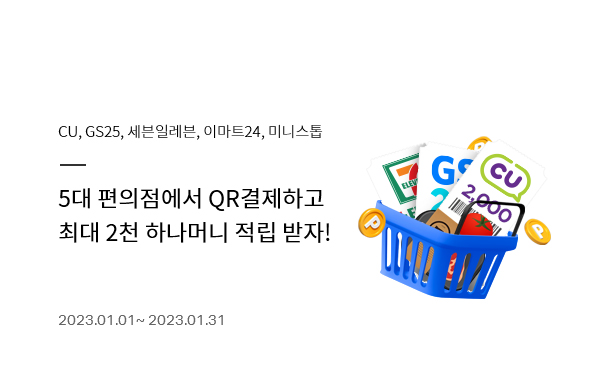 CU, GS25, 세븐일레븐, 이마트24, 미니스톱
5대 편의점에서 QR결제하고
최대 2천 하나머니 적립 받자!
2023.01.01~ 2023.01.31
7
ELEVEN
GS
2
CU
2,000
P
P